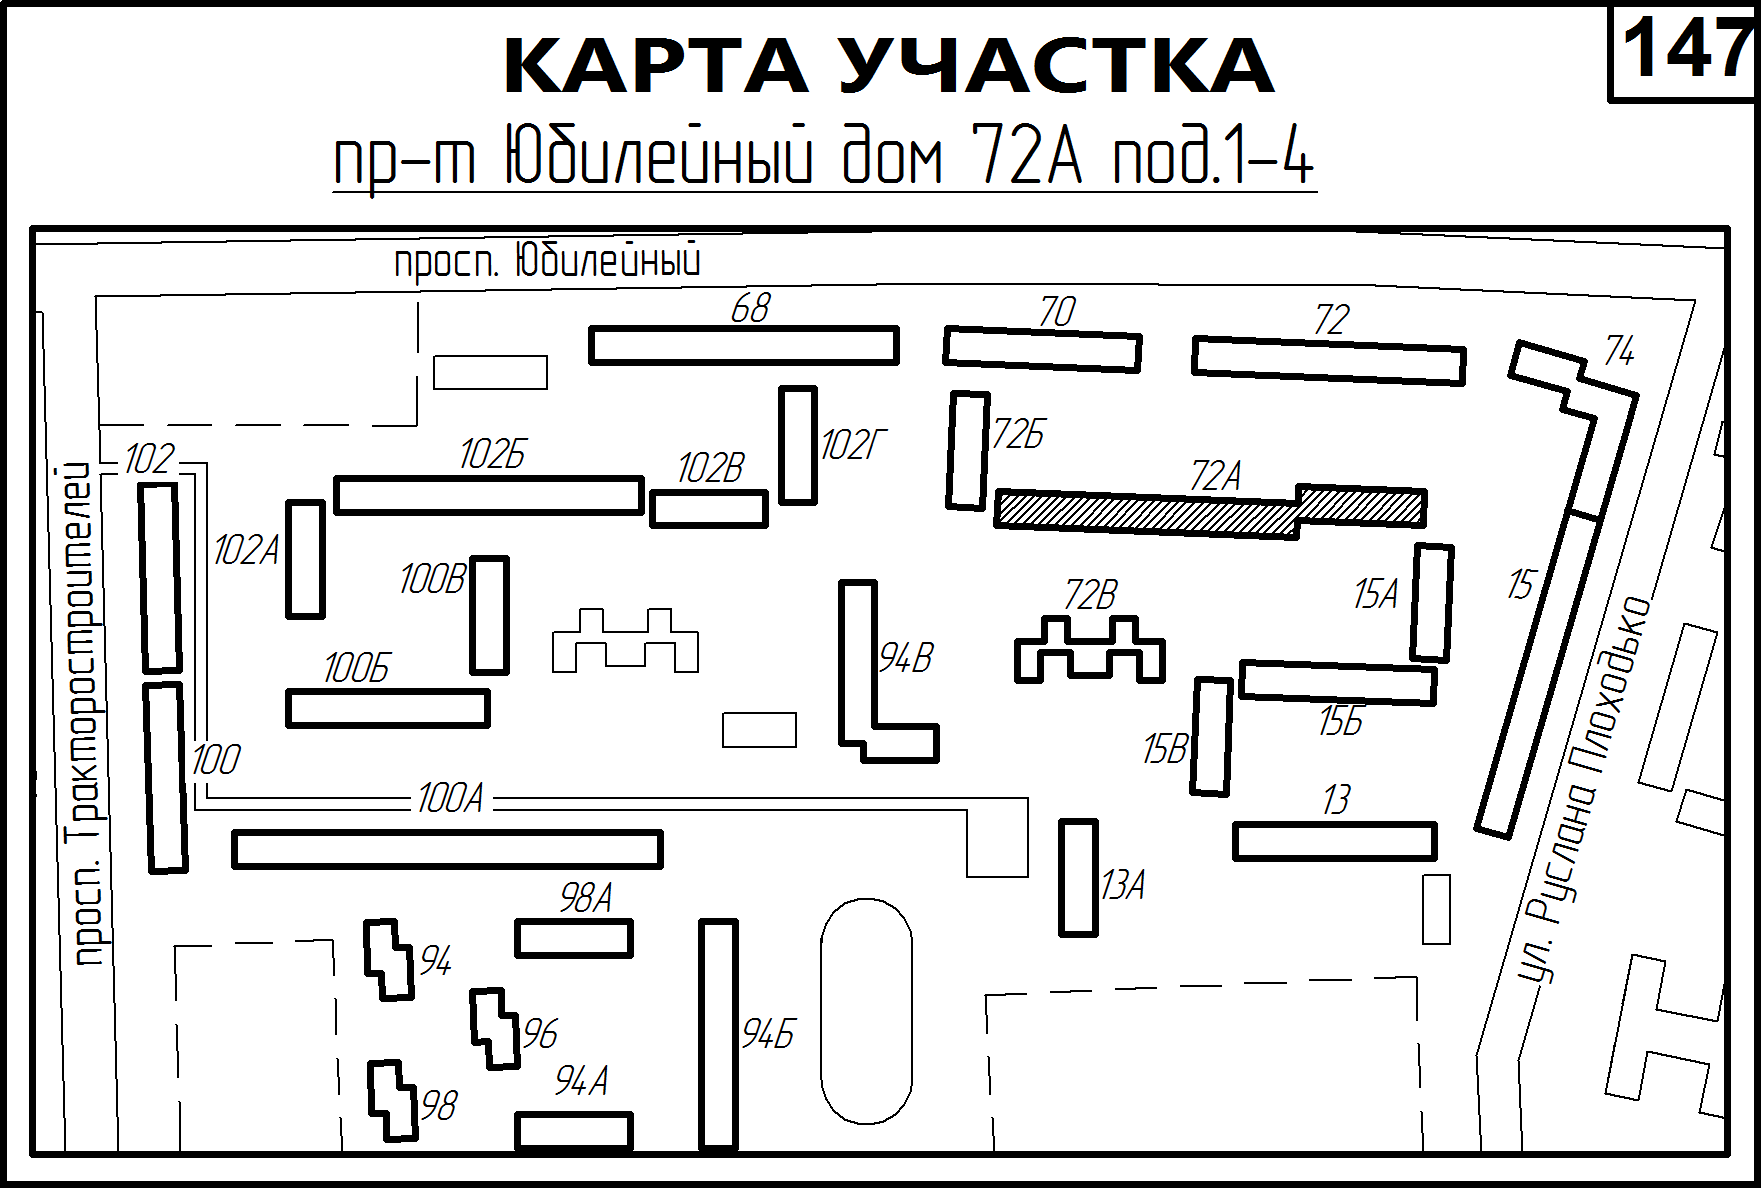 147
КАРТА УЧАСТКА
пр-т Юбилейный дом 72А под.1-4
просп. Юбилейный
68
70
72
74
102
102Б
102В
102Г
72Б
72А
102А
100В
72В
15А
15
100Б
94В
15Б
15В
100
100А
13
13А
98А
94
96
94Б
94А
98
просп. Тракторостроителей
ул. Руслана Плоходько